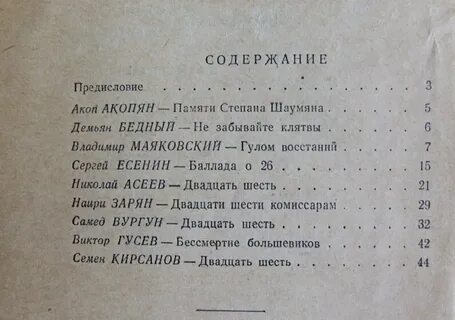 СОДЕРЖАНИЕ
Предисловие . . . . . . . . . . . . . . 3
Акоп АКОПЯН — Памяти Степана Шаумяна . . . . . 5
Демьян БЕДНЫЙ — Не забывайте клятвы . . . . . 6
Владимир МАЯКОВСКИЙ — Гулом восстаний . . . . 7
Сергей ЕСЕНИН — Баллада о 26 . . . . . . . . 15
Николай АСЕЕВ — Двадцать шесть . . . . . . . 21
Наири ЗАРЯН — Двадцати шести комиссарам . . . . 29
Самед ВУРГУН — Двадцать шесть . . . . . . . 32
Виктор ГУСЕВ — Бессмертие большевиков . . . . . 42
Семен КИРСАНОВ — Двадцать шесть . . . . . . 44